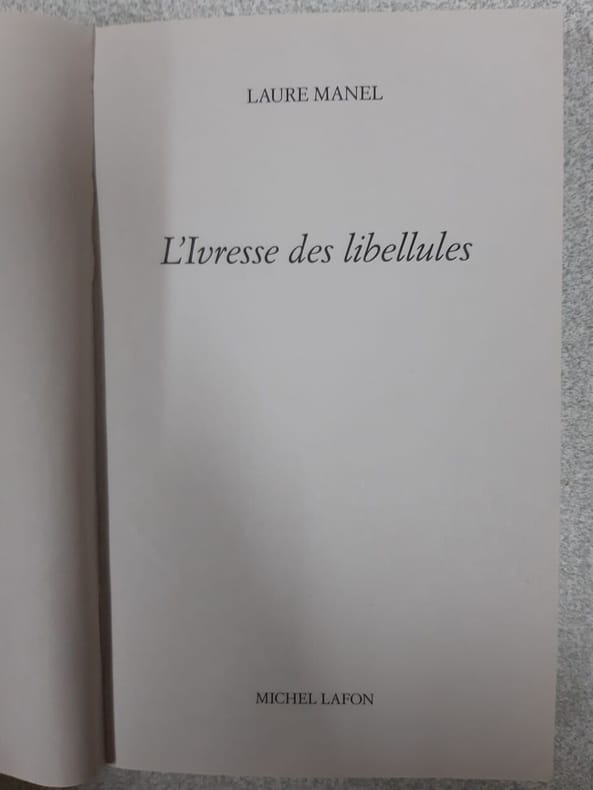 LAURE MANEL
L'Ivresse des libellules
MICHEL LAFON